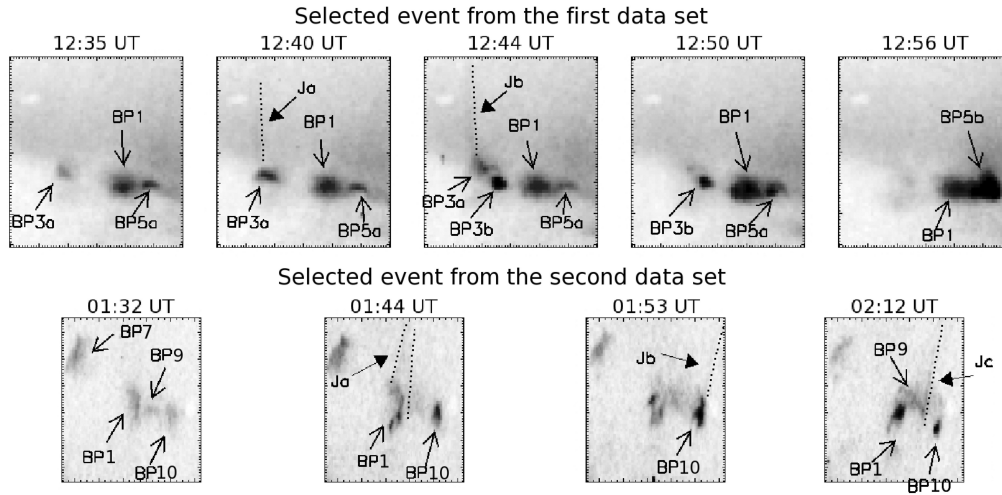 Selected event from the first data set
12:35 UT
12:40 UT
12:44 UT
12:50 UT
12:56 UT
BP1
BP3a
BP5a
Ja
BP1
BP3a
BP5a
Jb
BP1
BP3a
BP3b
BP5a
BP1
BP3b
BP5a
BP5b
BP1
Selected event from the second data set
01:32 UT
01:44 UT
01:53 UT
02:12 UT
BP7
BP9
BP1
BP10
Ja
BP1
BP10
Jb
BP10
BP9
Jc
BP1
BP10